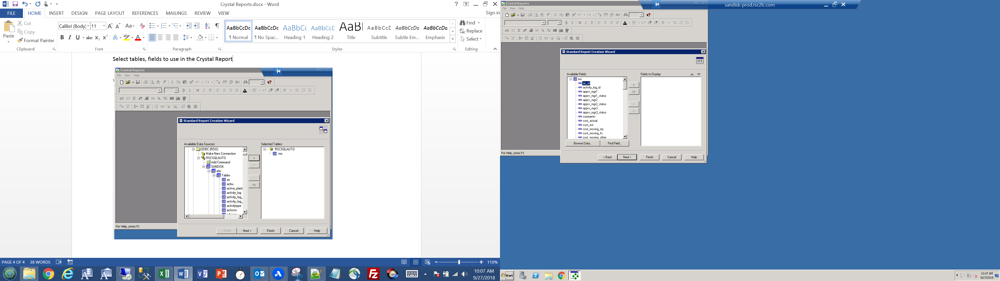 Crystal Reports.docx - Word
FILE HOME INSERT DESIGN PAGE LAYOUT REFERENCES MAILINGS REVIEW VIEW Sign in
Paste
Cut
Copy
Format Painter
Clipboard
Calibri (Body) 11
Font
Paragraph
AaBbCcDc AaBbCcDc AaBbCc AaBbCcD AaB AaBbCcD AaBbCcDa AaBbCcDa
¶ Normal ¶ No Spac... Heading 1 Heading 2 Title Subtitle Subtle Em... Emphasis
Styles
Find
Replace
Select
Editing
Select tables, fields to use in the Crystal Report
Crystal Reports
File View Help
Standard Report Creation Wizard
Available Data Sources:
ODBC (RDO)
Make New Connection
RSCSQLAUTO
Add Command
SANDISK
afm
Tables
ac
acbu
active_plant_
activity_log
activity_log_
activity_log_
activitytype
actscns
Selected Tables:
RSCSQLAUTO
mo
< Back Next > Finish Cancel Help
For Help, press F1
PAGE 4 OF 4 38 WORDS 110%
10:07 AM
9/27/2018
sandisk-prod.rsc2lc.com
Crystal Reports
File View Help
Standard Report Creation Wizard
Available Fields:
mo
ac_id
activity_log_id
apprv_mgr1
apprv_mgr1_status
apprv_mgr2
apprv_mgr2_status
apprv_mgr3
apprv_mgr3_status
comments
cost_actual
cost_est
cost_moving_eq
cost_moving_fn
cost_moving_other
Browse Data... Find Field...
Fields to Display:
< Back Next > Finish Cancel Help
For Help, press F1
Start
10:07 AM
9/27/2018